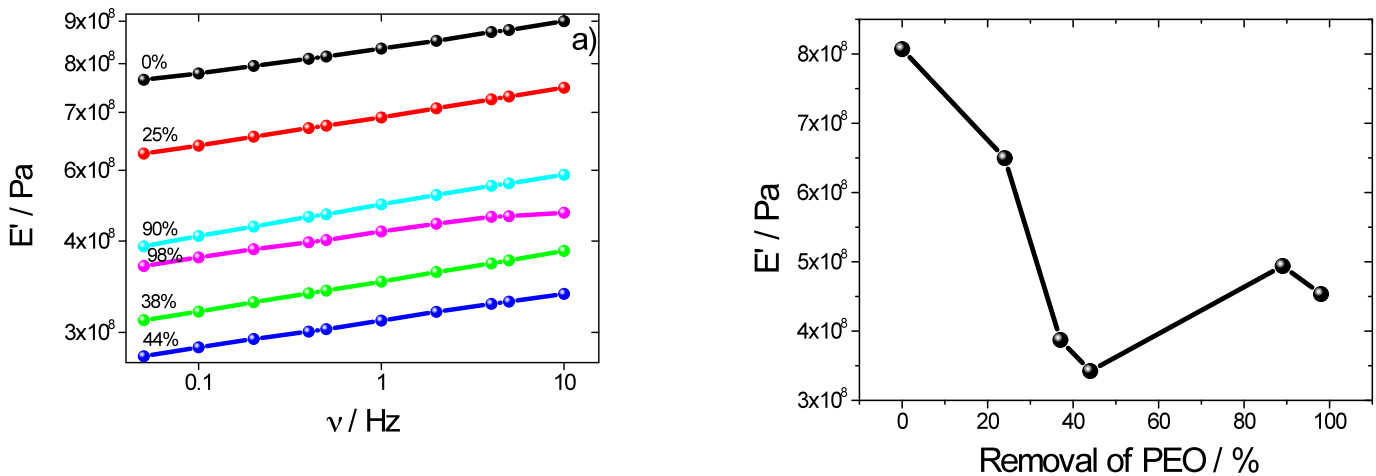 9x10⁸
a)
8x10⁸
0%
7x10⁸
25%
6x10⁸
90%
4x10⁸
98%
38%
3x10⁸
44%
E' / Pa
0.1
1
10
ν / Hz
8x10⁸
7x10⁸
6x10⁸
5x10⁸
4x10⁸
3x10⁸
E' / Pa
0
20
40
60
80
100
Removal of PEO / %